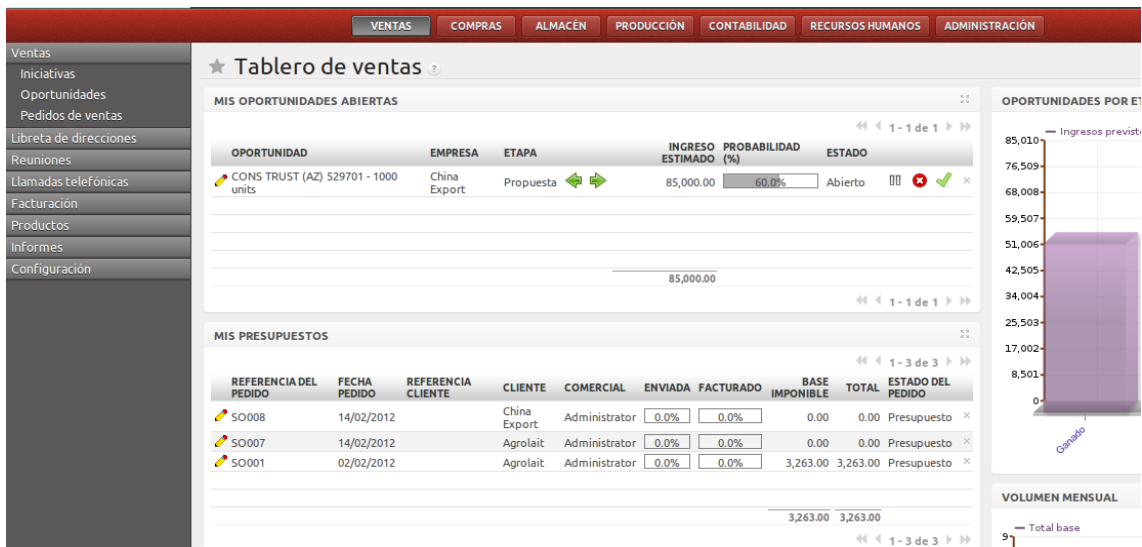 VENTAS COMPRAS ALMACÉN PRODUCCIÓN CONTABILIDAD RECURSOS HUMANOS ADMINISTRACIÓN
Ventas
Iniciativas
Oportunidades
Pedidos de ventas
Libreta de direcciones
Reuniones
Llamadas telefónicas
Facturación
Productos
Informes
Configuración
Tablero de ventas ?
MIS OPORTUNIDADES ABIERTAS
1 - 1 de 1
OPORTUNIDAD EMPRESA ETAPA INGRESO ESTIMADO PROBABILIDAD (%) ESTADO
CONS TRUST (AZ) 529701 - 1000 units China Export Propuesta 85,000.00 60.0% Abierto
85,000.00
1 - 1 de 1
MIS PRESUPUESTOS
1 - 3 de 3
REFERENCIA DEL PEDIDO FECHA PEDIDO REFERENCIA CLIENTE CLIENTE COMERCIAL ENVIADA FACTURADO BASE IMPONIBLE TOTAL ESTADO DEL PEDIDO
SO008 14/02/2012 China Export Administrator 0.0% 0.0% 0.00 0.00 Presupuesto
SO007 14/02/2012 Agrolait Administrator 0.0% 0.0% 0.00 0.00 Presupuesto
SO001 02/02/2012 Agrolait Administrator 0.0% 0.0% 3,263.00 3,263.00 Presupuesto
3,263.00 3,263.00
1 - 3 de 3
OPORTUNIDADES POR
Ingresos
85,010
76,509
68,008
59,507
51,006
42,505
34,004
25,503
17,002
8,501
0
Ganado
VOLUMEN MENSUAL
Total base
9